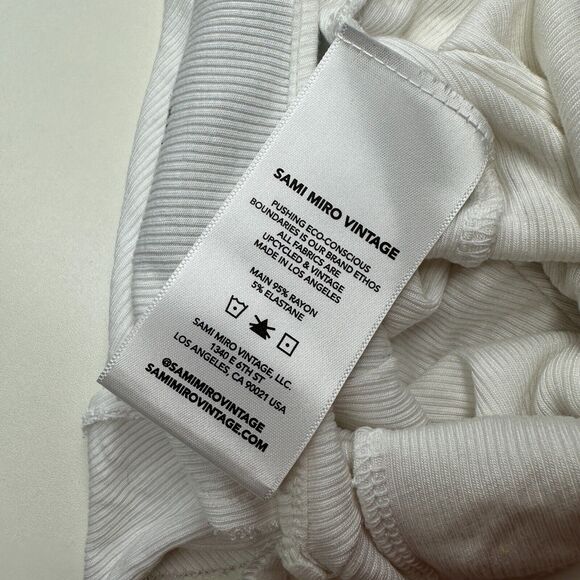 SAMI MIRO VINTAGE
PUSHING ECO-CONSCIOUS
BOUNDARIES IS OUR BRAND ETHOS
ALL FABRICS ARE
UPCYCLED & VINTAGE
MADE IN LOS ANGELES
MAIN 95% RAYON
5% ELASTANE
SAMI MIRO VINTAGE, LLC.
1340 E 6TH ST
LOS ANGELES, CA 90021 USA
@SAMIMIROVINTAGE
SAMIMIROVINTAGE.COM